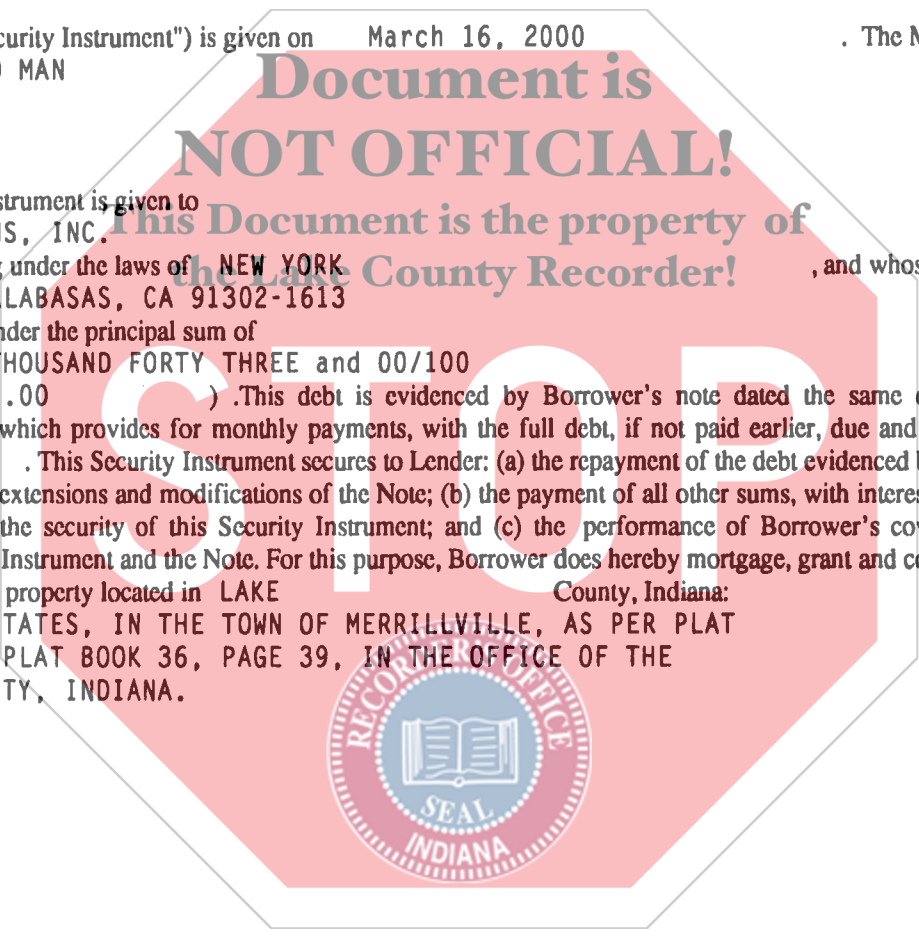 curity Instrument") is given on March 16, 2000 . The
MAN
Document is
NOT OFFICIAL!
strument is given to
This Document is the property of
S, INC.
under the laws of NEW YORK , and whos
the Lake County Recorder!
LABASAS, CA 91302-1613
nder the principal sum of
HOUSAND FORTY THREE and 00/100
.00 ) .This debt is evidenced by Borrower's note dated the same
which provides for monthly payments, with the full debt, if not paid earlier, due and
. This Security Instrument secures to Lender: (a) the repayment of the debt evidenced
extensions and modifications of the Note; (b) the payment of all other sums, with interes
the security of this Security Instrument; and (c) the performance of Borrower's co
Instrument and the Note. For this purpose, Borrower does hereby mortgage, grant and c
property located in LAKE County, Indiana:
TATES, IN THE TOWN OF MERRILLVILLE, AS PER PLAT
PLAT BOOK 36, PAGE 39, IN THE OFFICE OF THE
TY, INDIANA.
STOP
RECORDER OFFICE
SEAL
INDIANA